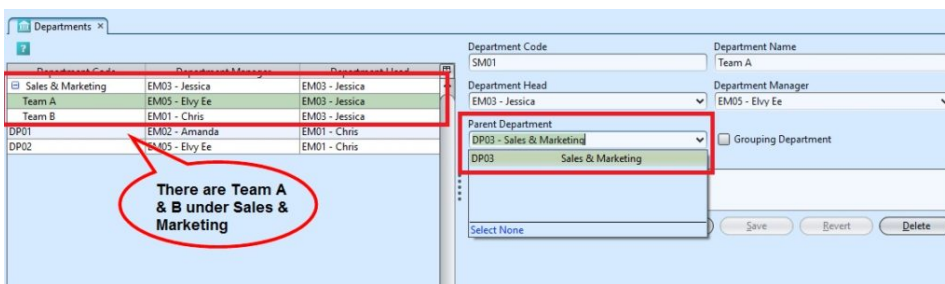 Departments ×
?
Department Code Department Manager Department Head
Sales & Marketing EM03 - Jessica EM03 - Jessica
Team A EM05 - Elvy Ee EM03 - Jessica
Team B EM01 - Chris EM03 - Jessica
DP01 EM02 - Amanda EM01 - Chris
DP02 EM05 - Elvy Ee EM01 - Chris
There are Team A
& B under Sales &
Marketing
Department Code Department Name
SM01 Team A
Department Head Department Manager
EM03 - Jessica EM05 - Elvy Ee
Parent Department
DP03 - Sales & Marketing Grouping Department
DP03 Sales & Marketing
Select None
Save Revert Delete